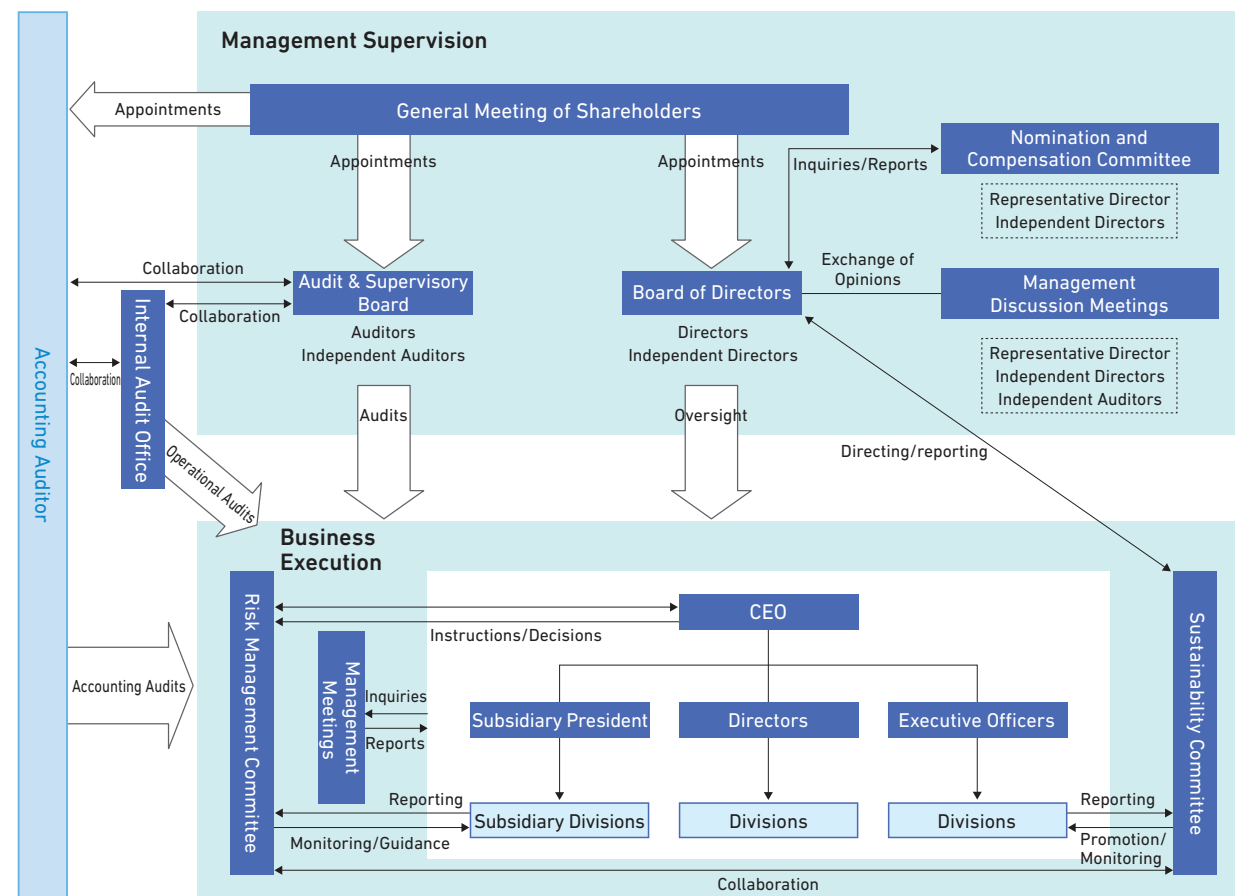 Management Supervision
General Meeting of Shareholders
Appointments
Appointments
Appointments
Nomination and
Compensation Committee
Inquiries/Reports
Representative Director
Independent Directors
Collaboration
Audit & Supervisory
Board
Board of Directors
Exchange of
Opinions
Management
Discussion Meetings
Collaboration
Auditors
Independent Auditors
Directors
Independent Directors
Representative Director
Independent Directors
Independent Auditors
Accounting Auditor
Collaboration
Internal Audit Office
Audits
Oversight
Operational Audits
Directing/reporting
Business
Execution
Risk Management Committee
CEO
Instructions/Decisions
Management
Meetings
Inquiries
Reports
Accounting Audits
Subsidiary President
Directors
Executive Officers
Sustainability Committee
Reporting
Subsidiary Divisions
Monitoring/Guidance
Divisions
Divisions
Reporting
Promotion/
Monitoring
Collaboration